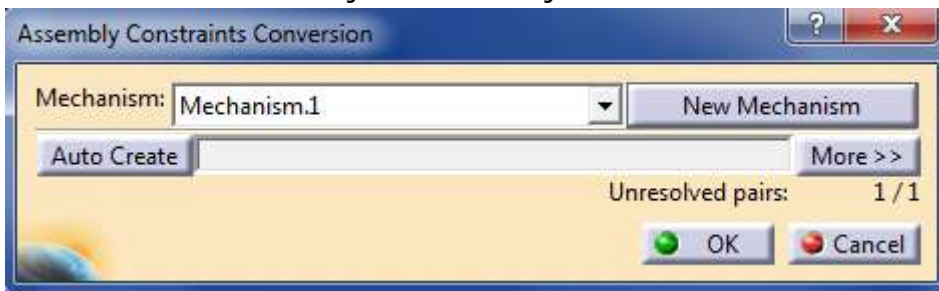 Assembly Constraints Conversion ? X
Mechanism: Mechanism.1 New Mechanism
Auto Create More >>
Unresolved pairs: 1 / 1
OK Cancel